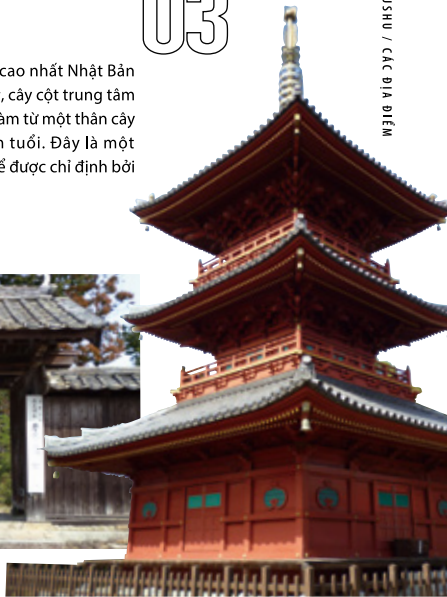 03
cao nhất Nhật Bản
, cây cột trung tâm
àm từ một thân cây
n tuổi. Đây là một
ể được chỉ định bởi
USHU / CÁC ĐỊA ĐIỂM